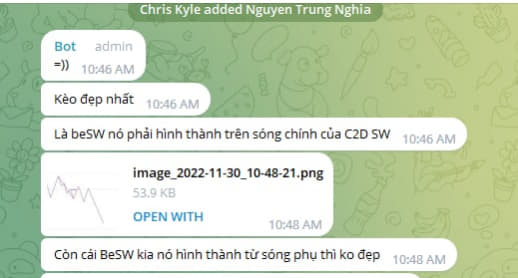 Chris Kyle added Nguyen Trung Nghia
Bot admin
=)) 10:46 AM
Kèo đẹp nhất 10:46 AM
Là beSW nó phải hình thành trên sóng chính của C2D SW 10:46 AM
image_2022-11-30_10-48-21.png
53.9 KB
OPEN WITH 10:48 AM
Còn cái BeSW kia nó hình thành từ sóng phụ thì ko đẹp 10:48 AM